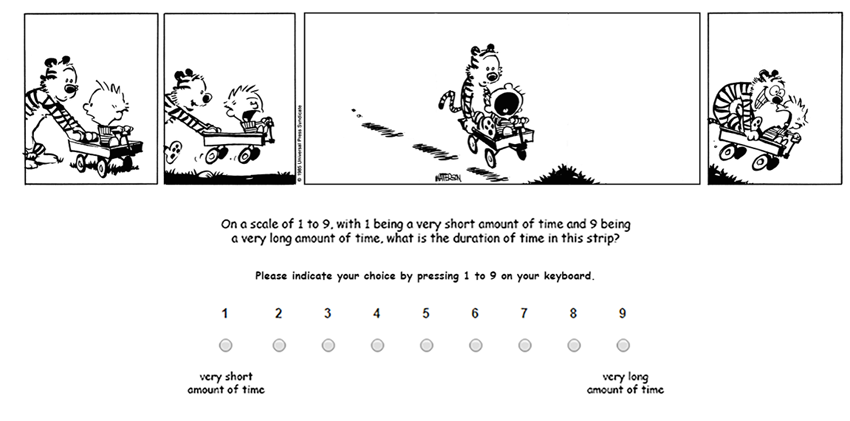 © 1985 Universal Press Syndicate
WATTERSON
On a scale of 1 to 9, with 1 being a very short amount of time and 9 being
a very long amount of time, what is the duration of time in this strip?
Please indicate your choice by pressing 1 to 9 on your keyboard.
1 2 3 4 5 6 7 8 9
very short
amount of time
very long
amount of time